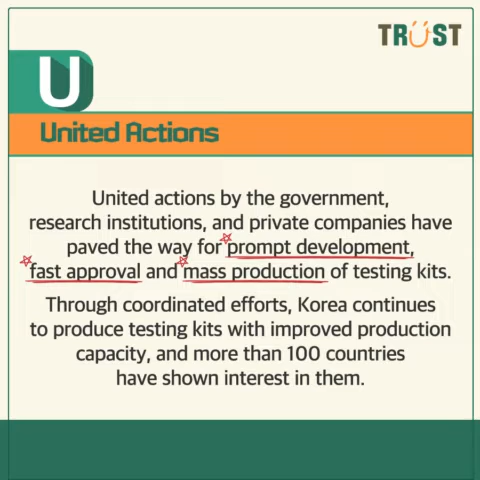 TRUST
U
United Actions
United actions by the government,
research institutions, and private companies have
paved the way for prompt development,
fast approval and mass production of testing kits.
Through coordinated efforts, Korea continues
to produce testing kits with improved production
capacity, and more than 100 countries
have shown interest in them.